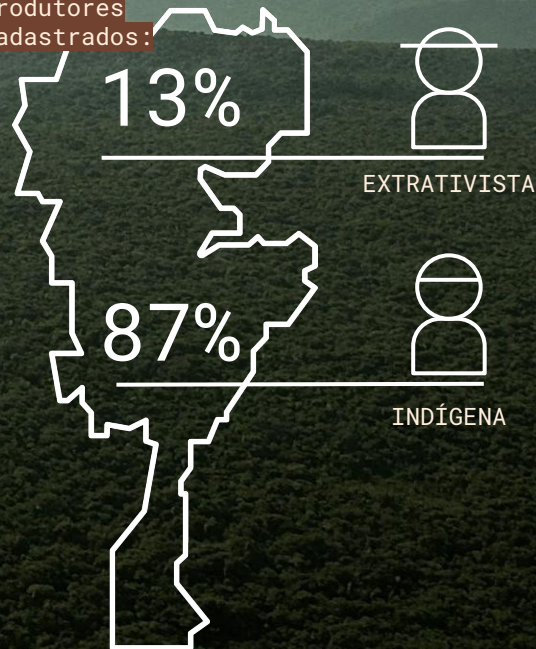 rodutores
adastrados:
13%
EXTRATIVISTA
87%
INDÍGENA